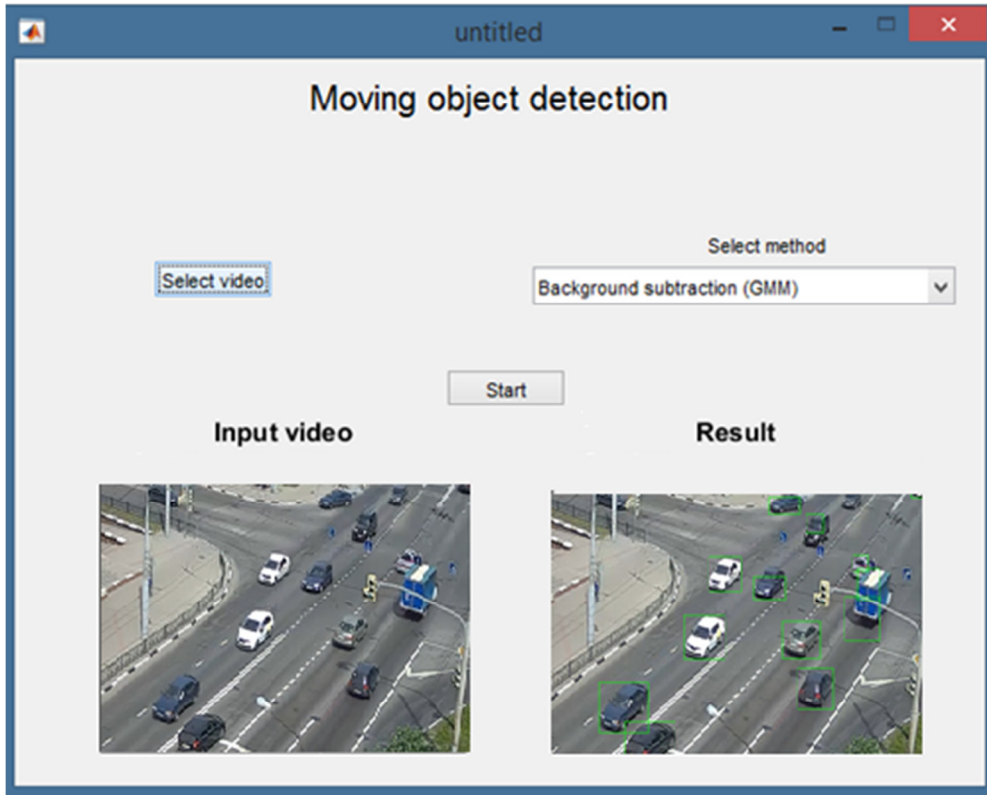 untitled
Moving object detection
Select method
Select video
Background subtraction (GMM)
Start
Input video
Result